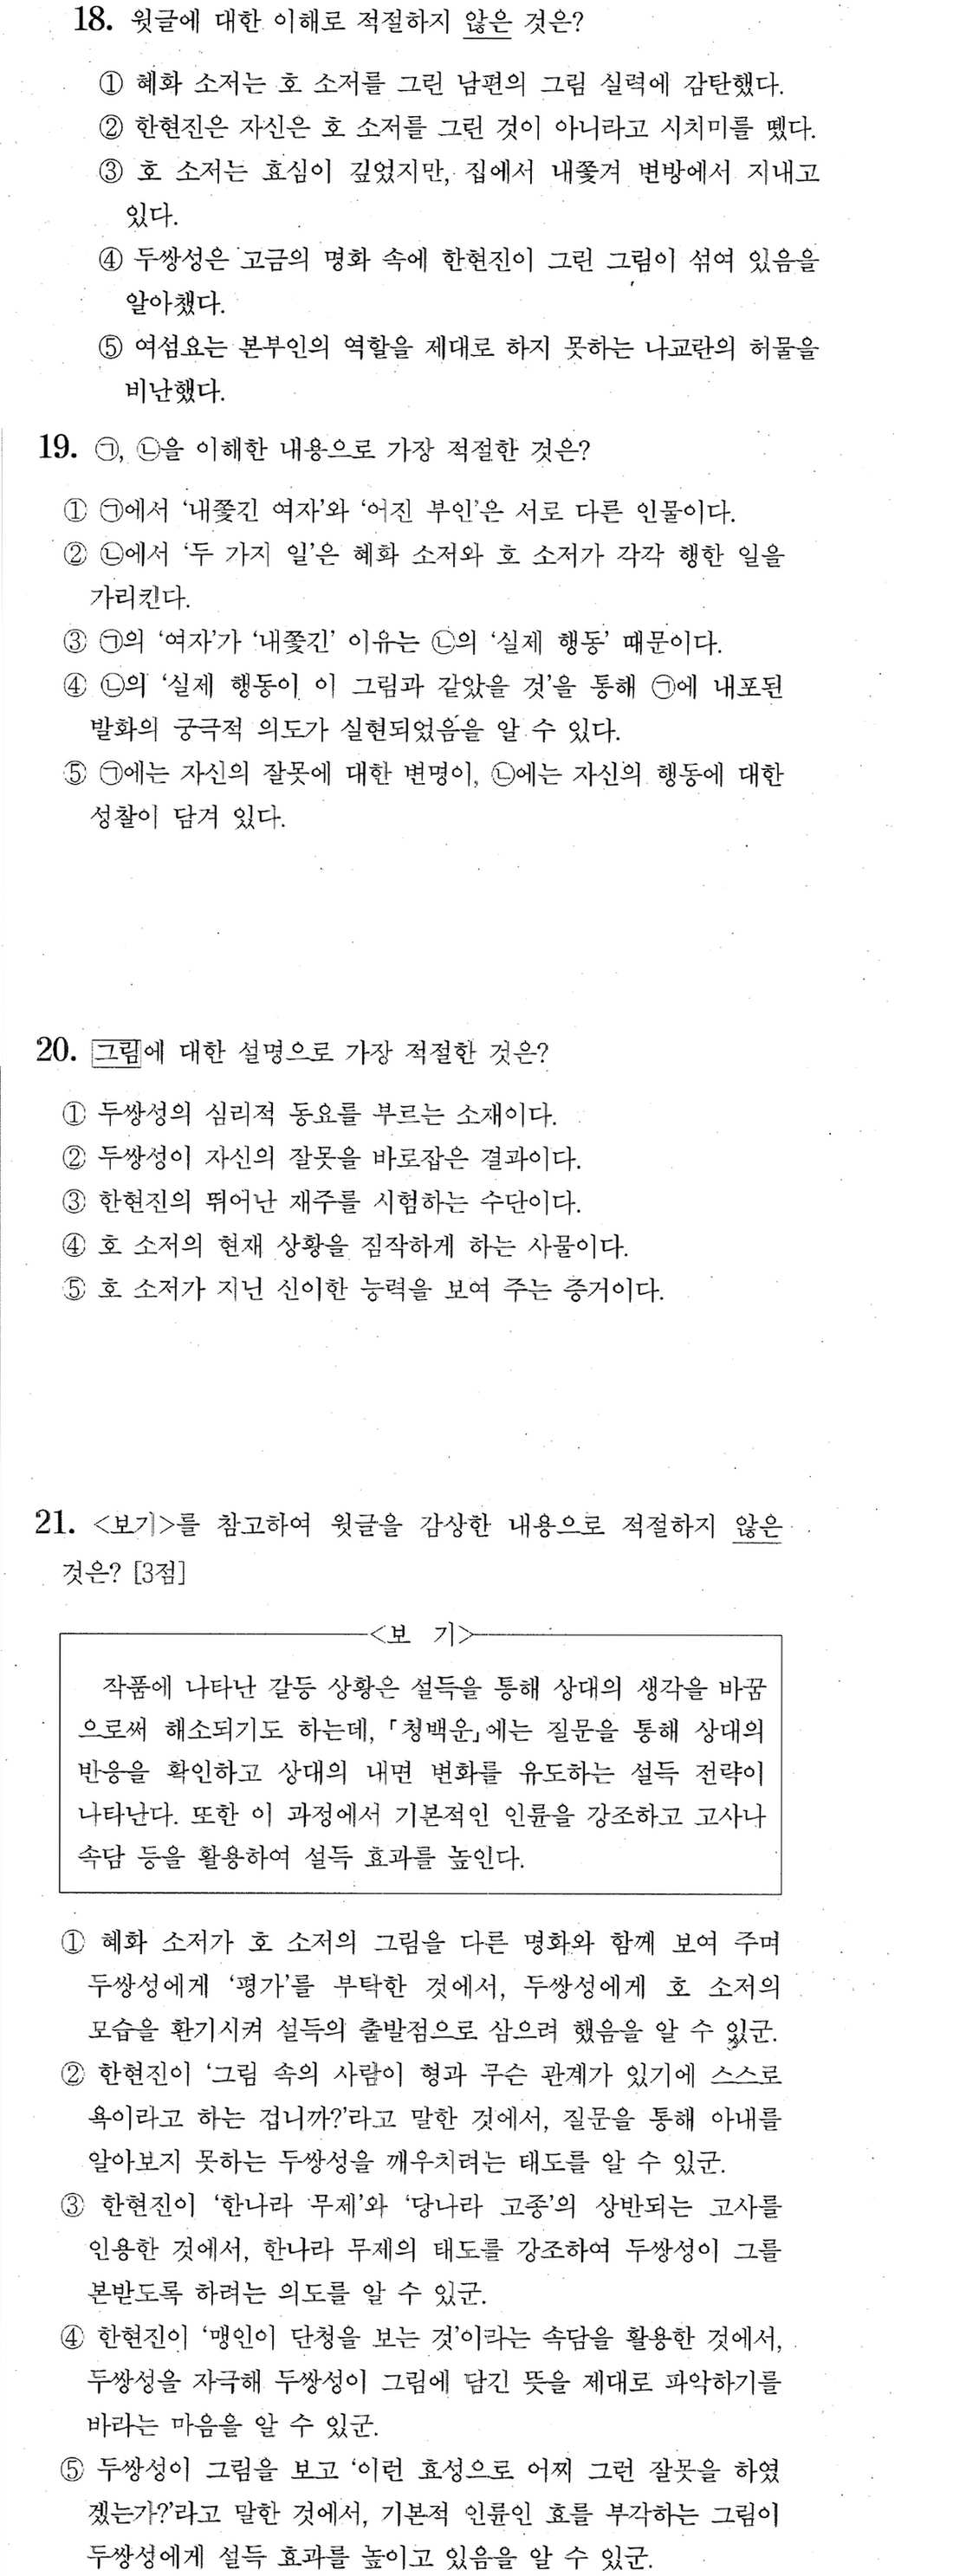 18. 윗글에 대한 이해로 적절하지 않은 것은?
① 혜화 소저는 호 소저를 그린 남편의 그림 실력에 감탄했다.
② 한현진은 자신은 호 소저를 그린 것이 아니라고 시치미를 뗐다.
③ 호 소저는 효심이 깊었지만, 집에서 내쫓겨 변방에서 지내고
있다.
④ 두쌍성은 고금의 명화 속에 한현진이 그린 그림이 섞여 있음을
알아챘다.
⑤ 여섬요는 본부인의 역할을 제대로 하지 못하는 나교란의 허물을
비난했다.
19. ㉠, ㉡을 이해한 내용으로 가장 적절한 것은?
① ㉠에서 ‘내쫓긴 여자’와 ‘어진 부인’은 서로 다른 인물이다.
② ㉡에서 ‘두 가지 일’은 혜화 소저와 호 소저가 각각 행한 일을
가리킨다.
③ ㉠의 ‘여자’가 ‘내쫓긴’ 이유는 ㉡의 ‘실제 행동’ 때문이다.
④ ㉡의 ‘실제 행동이 이 그림과 같았을 것’을 통해 ㉠에 내포된
발화의 궁극적 의도가 실현되었음을 알 수 있다.
⑤ ㉠에는 자신의 잘못에 대한 변명이, ㉡에는 자신의 행동에 대한
성찰이 담겨 있다.
20. 그림에 대한 설명으로 가장 적절한 것은?
① 두쌍성의 심리적 동요를 부르는 소재이다.
② 두쌍성이 자신의 잘못을 바로잡은 결과이다.
③ 한현진의 뛰어난 재주를 시험하는 수단이다.
④ 호 소저의 현재 상황을 짐작하게 하는 사물이다.
⑤ 호 소저가 지닌 신이한 능력을 보여 주는 증거이다.
21. <보기>를 참고하여 윗글을 감상한 내용으로 적절하지 않은
것은? [3점]
<보 기>
작품에 나타난 갈등 상황은 설득을 통해 상대의 생각을 바꿈
으로써 해소되기도 하는데, 「청백운」에는 질문을 통해 상대의
반응을 확인하고 상대의 내면 변화를 유도하는 설득 전략이
나타난다. 또한 이 과정에서 기본적인 인륜을 강조하고 고사나
속담 등을 활용하여 설득 효과를 높인다.
① 혜화 소저가 호 소저의 그림을 다른 명화와 함께 보여 주며
두쌍성에게 ‘평가’를 부탁한 것에서, 두쌍성에게 호 소저의
모습을 환기시켜 설득의 출발점으로 삼으려 했음을 알 수 있군.
② 한현진이 ‘그림 속의 사람이 형과 무슨 관계가 있기에 스스로
욕이라고 하는 겁니까?’라고 말한 것에서, 질문을 통해 아내를
알아보지 못하는 두쌍성을 깨우치려는 태도를 알 수 있군.
③ 한현진이 ‘한나라 무제’와 ‘당나라 고종’의 상반되는 고사를
인용한 것에서, 한나라 무제의 태도를 강조하여 두쌍성이 그를
본받도록 하려는 의도를 알 수 있군.
④ 한현진이 ‘맹인이 단청을 보는 것’이라는 속담을 활용한 것에서,
두쌍성을 자극해 두쌍성이 그림에 담긴 뜻을 제대로 파악하기를
바라는 마음을 알 수 있군.
⑤ 두쌍성이 그림을 보고 ‘이런 효성으로 어찌 그런 잘못을 하였
겠는가?’라고 말한 것에서, 기본적 인륜인 효를 부각하는 그림이
두쌍성에게 설득 효과를 높이고 있음을 알 수 있군.